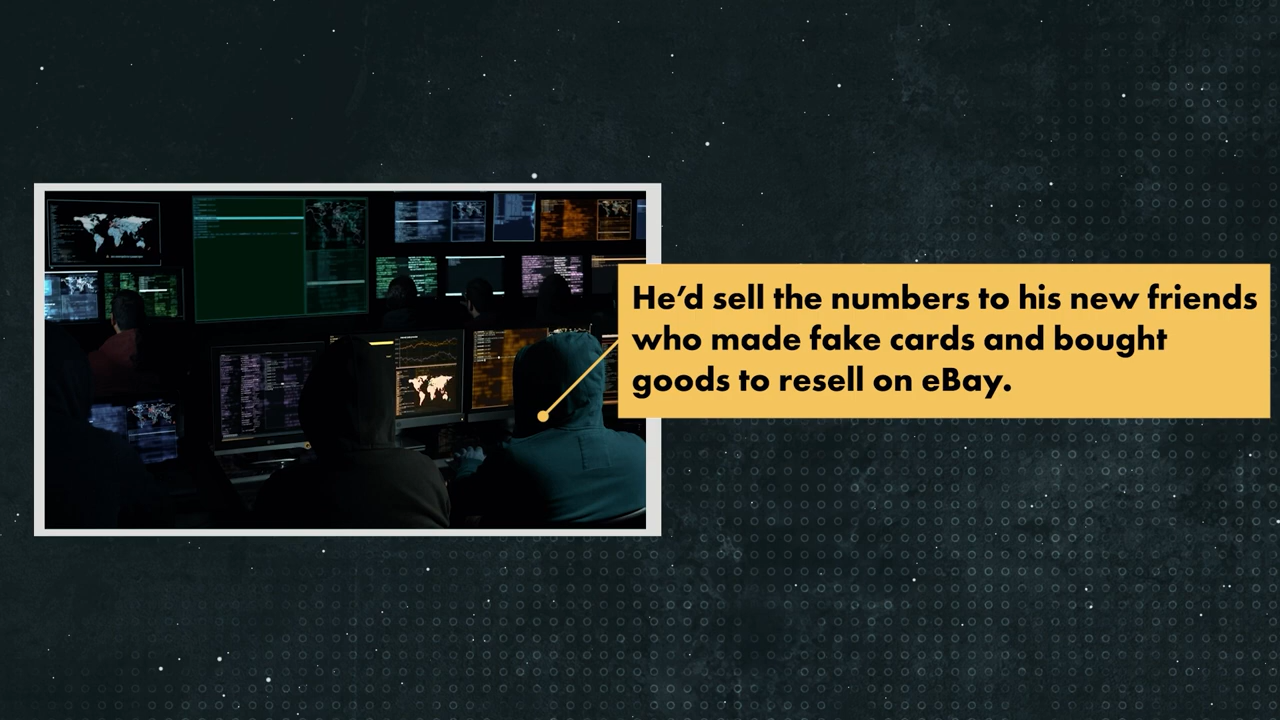 He’d sell the numbers to his new friends
who made fake cards and bought
goods to resell on eBay.